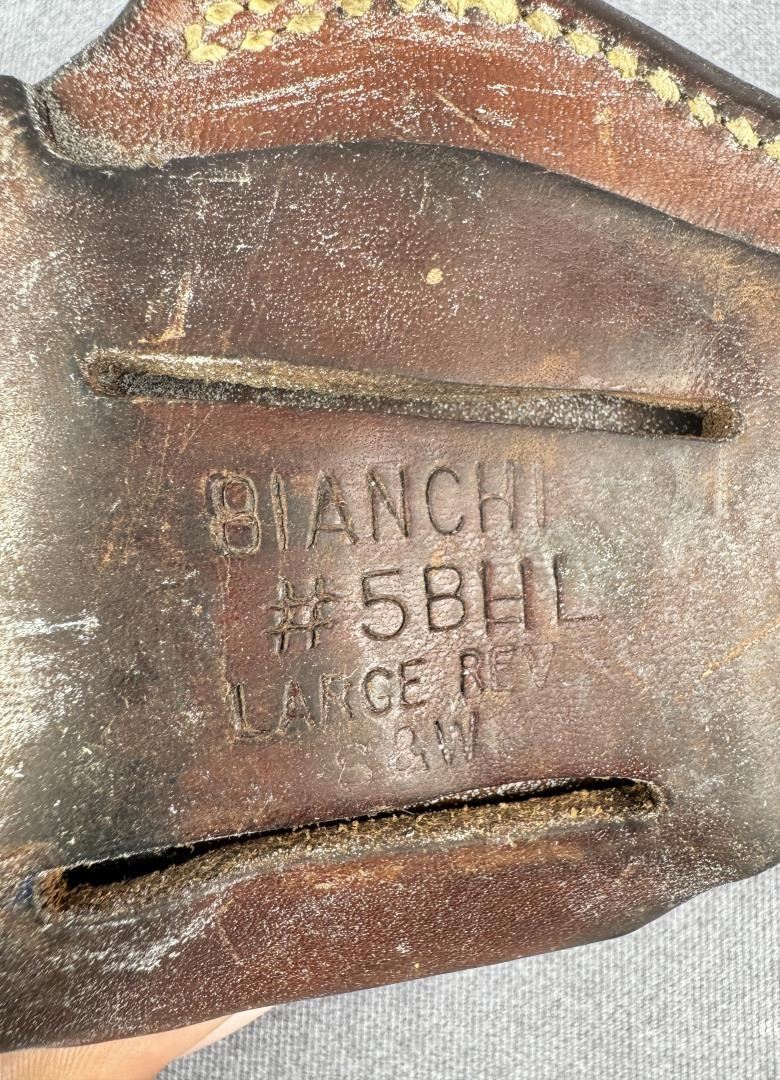 BIANCHI
#5BHL
LARGE REV.
S&W